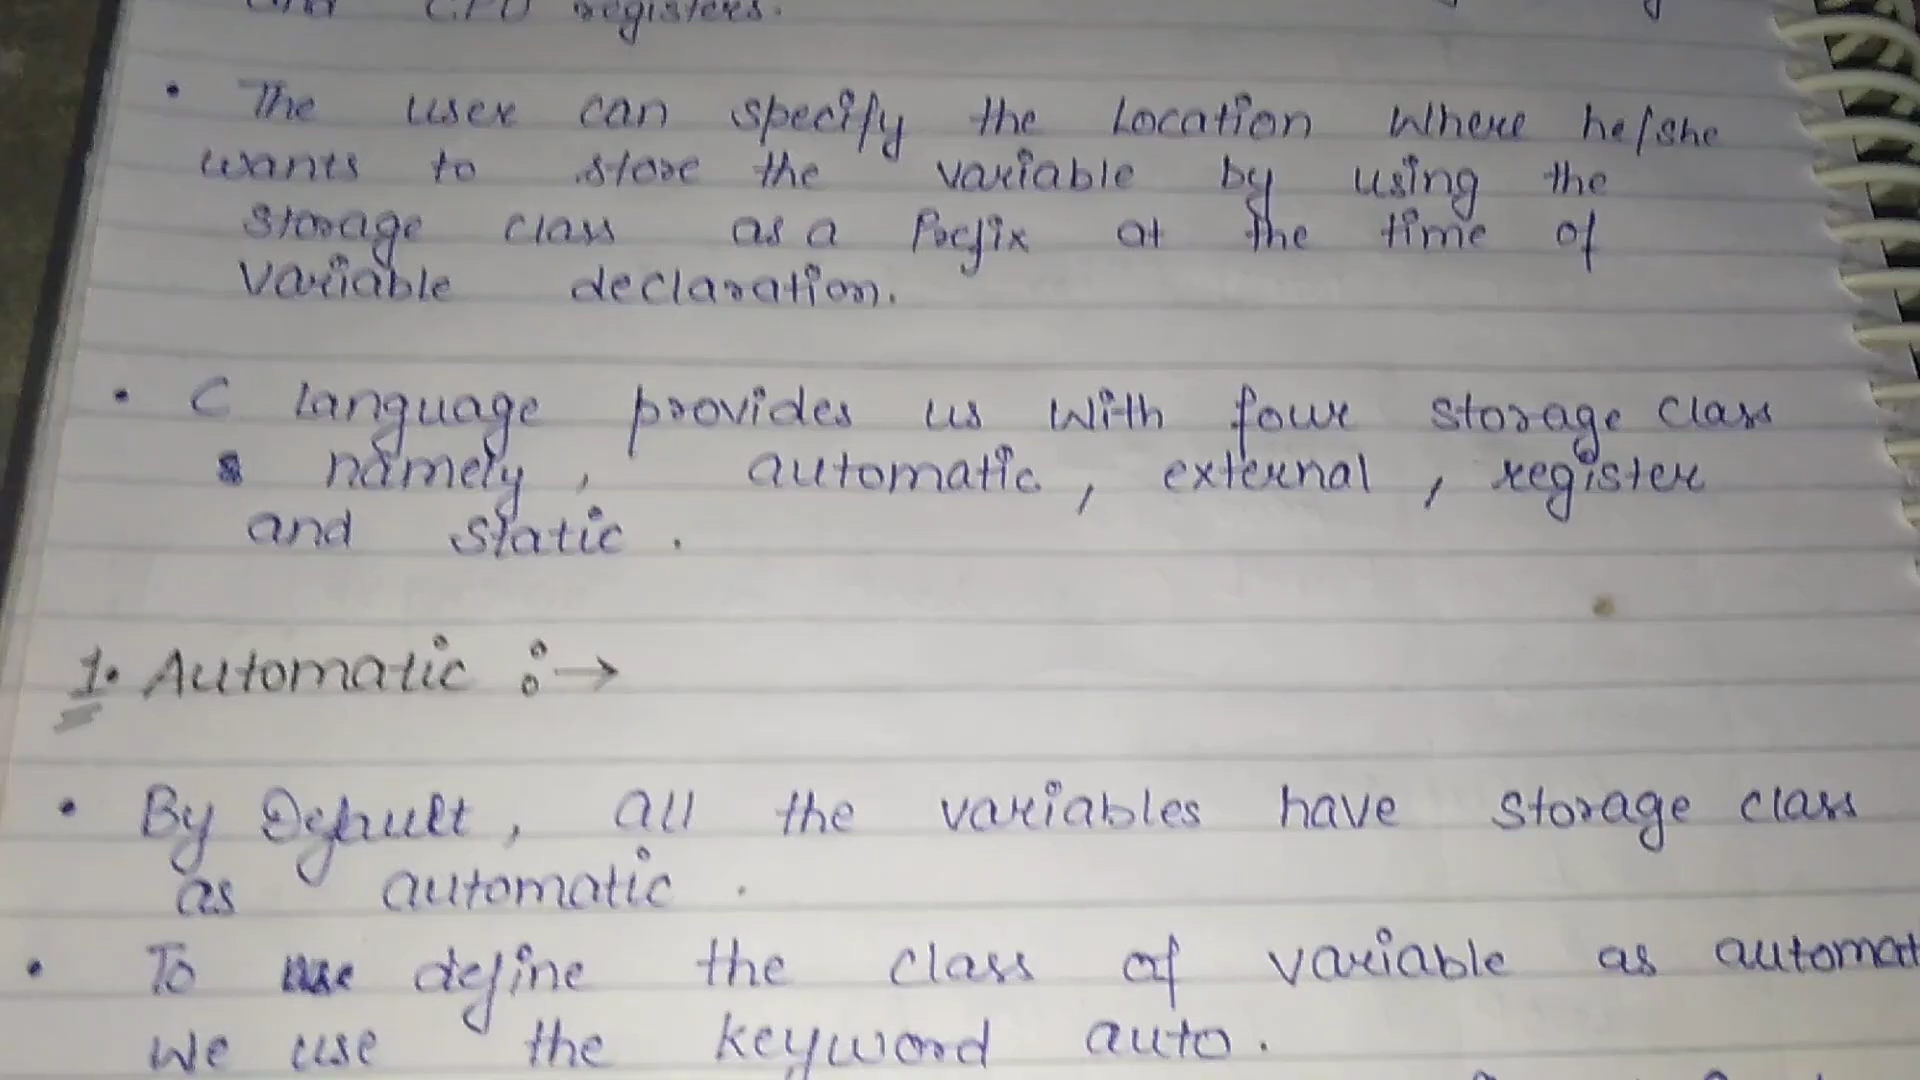 and CPU registers.
• The user can specify the Location Where he/she
wants to store the variable by using the
storage class as a Prefix at the time of
Variable declaration.
• C language provides us With four storage class
namely, automatic, external, register
and static.
1. Automatic :→
• By Default, all the variables have storage class
as automatic.
• To define the class of variable as automat
We use the keyword auto.